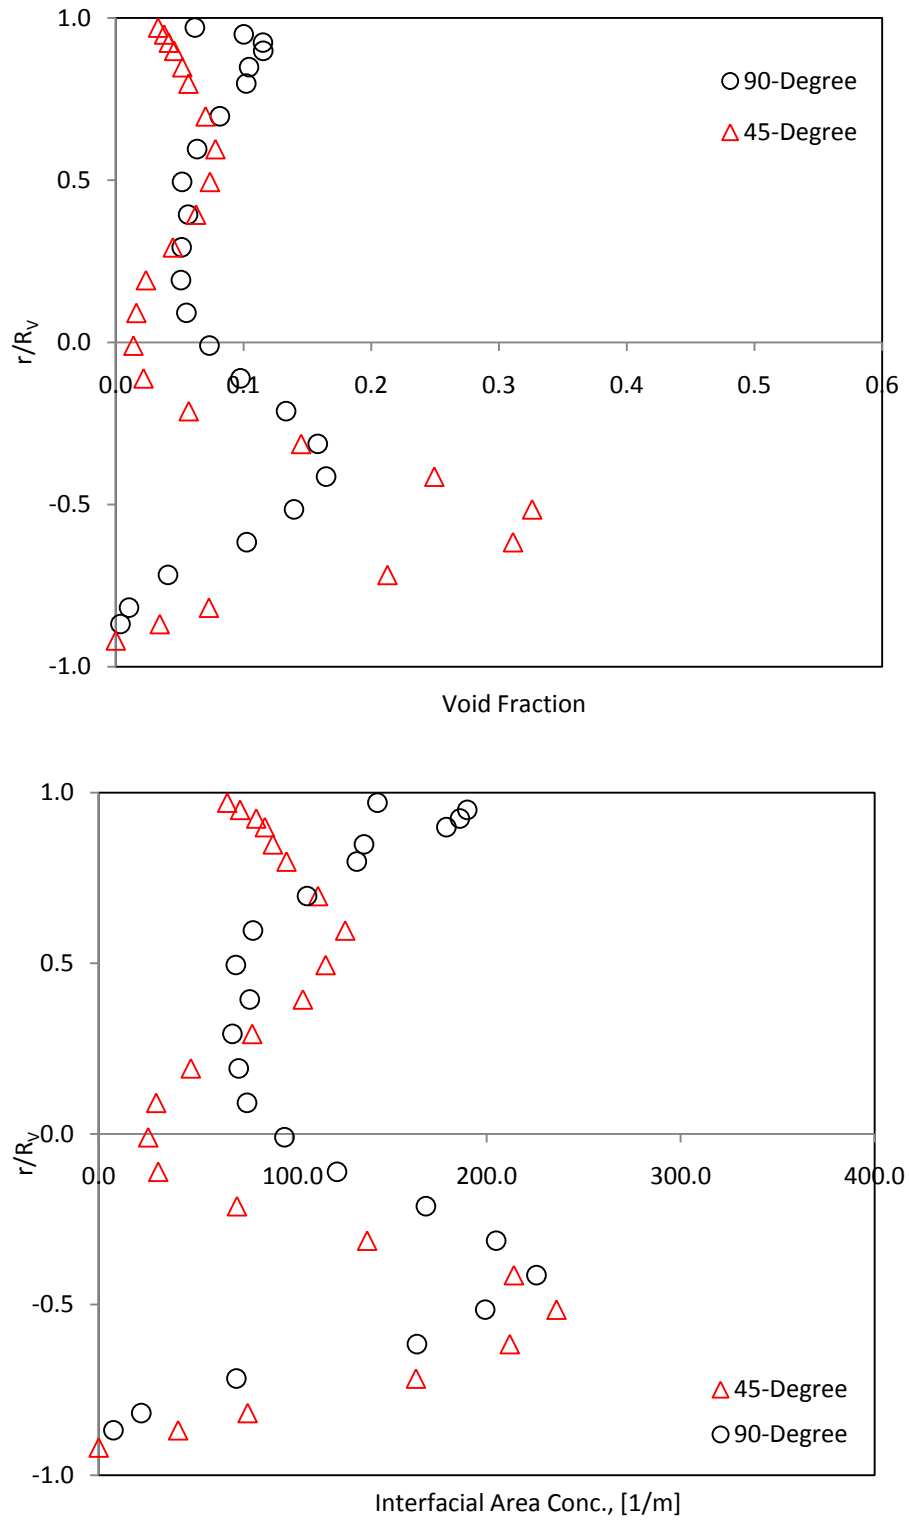 1.0
90-Degree
45-Degree
0.5
r/Rv
0.0
0.0 0.1 0.2 0.3 0.4 0.5 0.6
-0.5
-1.0
Void Fraction
1.0
0.5
r/Rv
0.0
0.0 100.0 200.0 300.0 400.0
-0.5
45-Degree
90-Degree
-1.0
Interfacial Area Conc., [1/m]